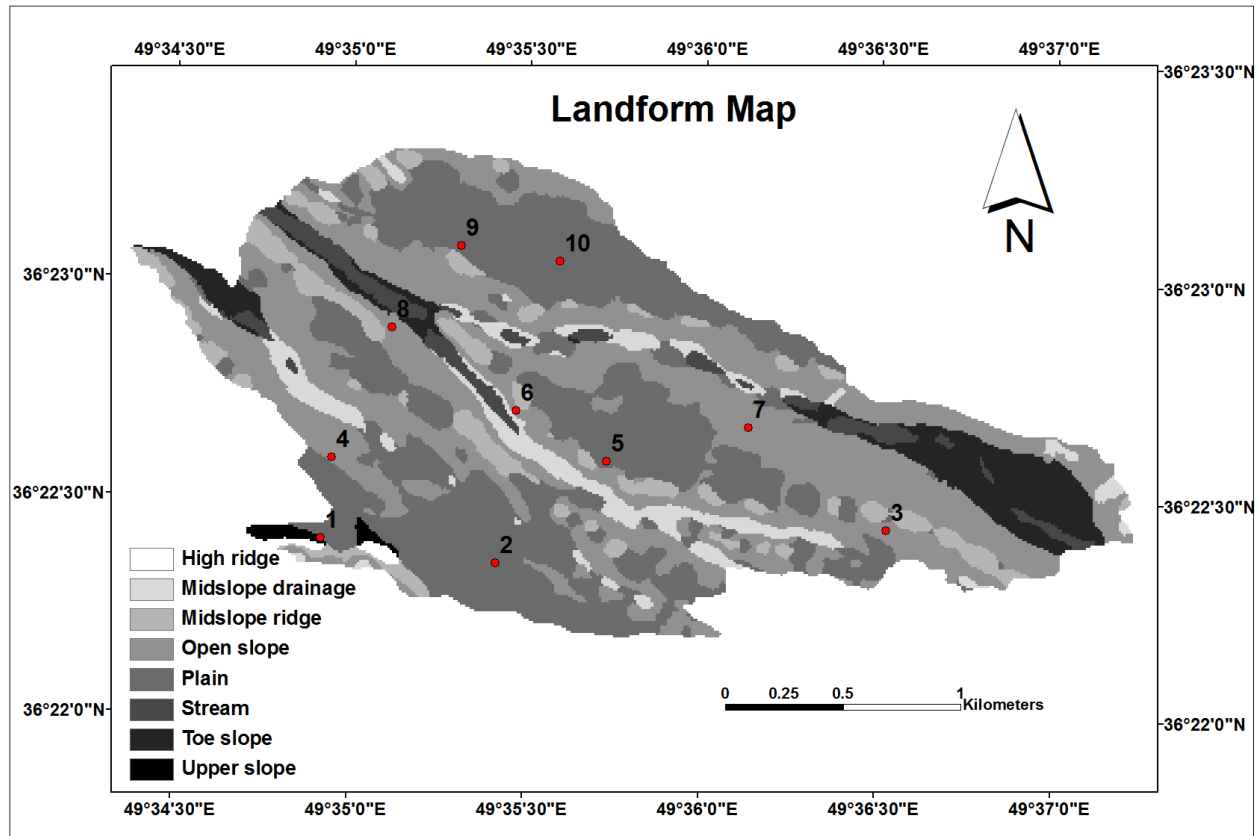 49°34'30"E 49°35'0"E 49°35'30"E 49°36'0"E 49°36'30"E 49°37'0"E
36°23'30"N
Landform Map
N
9
10
36°23'0"N 36°23'0"N
8
6
7
4
5
36°22'30"N 36°22'30"N
3
1
2
High ridge
Midslope drainage
Midslope ridge
Open slope
Plain
Stream
Toe slope
Upper slope
0 0.25 0.5 1
Kilometers
36°22'0"N 36°22'0"N
49°34'30"E 49°35'0"E 49°35'30"E 49°36'0"E 49°36'30"E 49°37'0"E